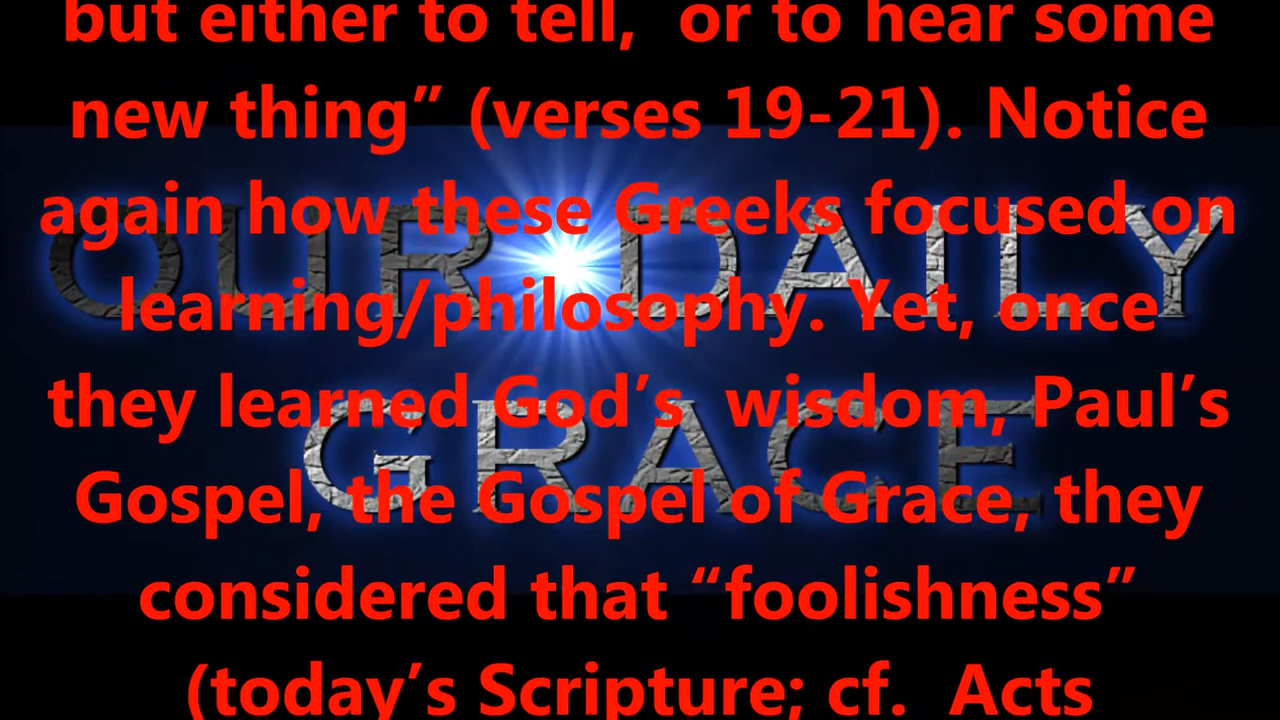 but either to tell,  or to hear some
new thing” (verses 19-21). Notice
again how these Greeks focused on
OUR DAILY
learning/philosophy. Yet, once
they learned God’s  wisdom, Paul’s
GRACE
Gospel, the Gospel of Grace, they
considered that “foolishness”
(today’s Scripture; cf.  Acts